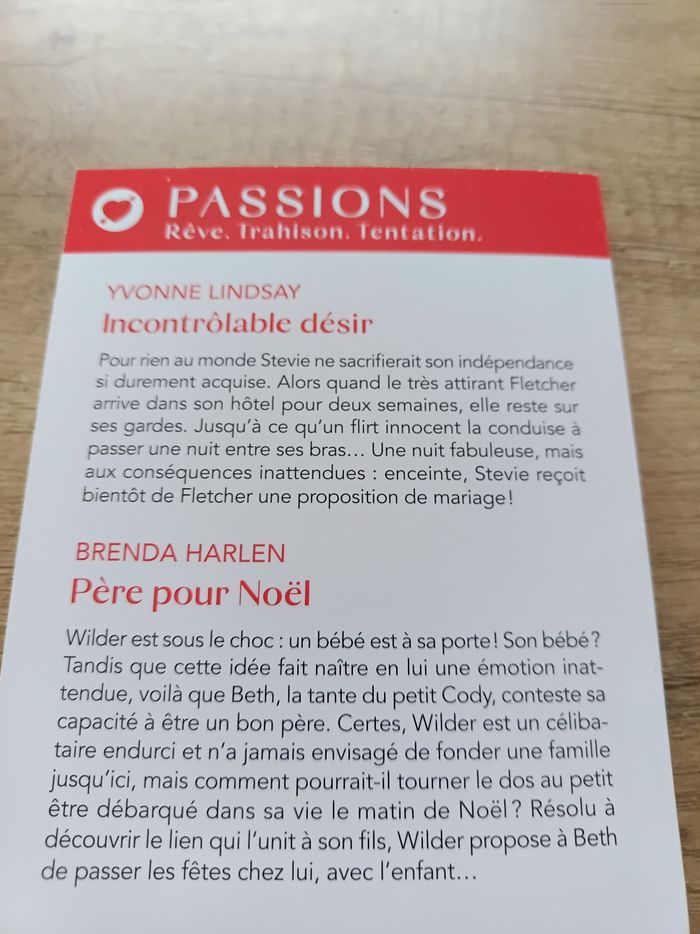 PASSIONS
Rêve. Trahison. Tentation.
YVONNE LINDSAY
Incontrôlable désir
Pour rien au monde Stevie ne sacrifierait son indépendance
si durement acquise. Alors quand le très attirant Fletcher
arrive dans son hôtel pour deux semaines, elle reste sur
ses gardes. Jusqu'à ce qu'un flirt innocent la conduise à
passer une nuit entre ses bras… Une nuit fabuleuse, mais
aux conséquences inattendues : enceinte, Stevie reçoit
bientôt de Fletcher une proposition de mariage !
BRENDA HARLEN
Père pour Noël
Wilder est sous le choc : un bébé est à sa porte ! Son bébé ?
Tandis que cette idée fait naître en lui une émotion inat-
tendue, voilà que Beth, la tante du petit Cody, conteste sa
capacité à être un bon père. Certes, Wilder est un céliba-
taire endurci et n'a jamais envisagé de fonder une famille
jusqu'ici, mais comment pourrait-il tourner le dos au petit
être débarqué dans sa vie le matin de Noël ? Résolu à
découvrir le lien qui l'unit à son fils, Wilder propose à Beth
de passer les fêtes chez lui, avec l'enfant…